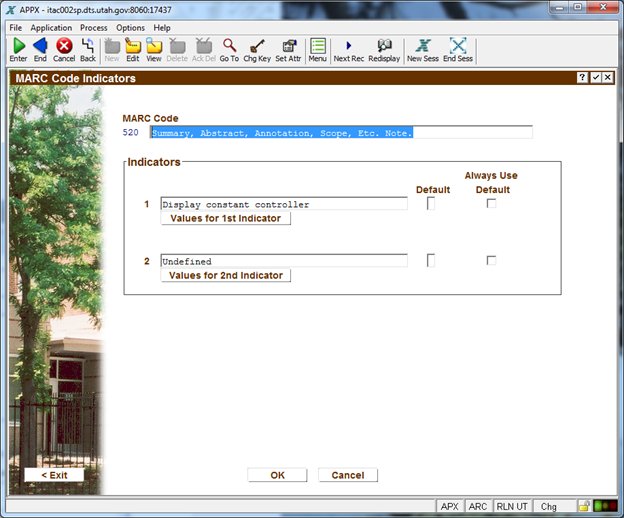 APPX - itac002sp.dts.utah.gov:8060:17437
File Application Process Options Help
Enter End Cancel Back New Edit View Delete Ack Del Go To Chg Key Set Attr Menu Next Rec Redisplay New Sess End Sess
MARC Code Indicators
MARC Code
520 Summary, Abstract, Annotation, Scope, Etc. Note.
Indicators
Always Use
Default Default
1 Display constant controller
Values for 1st Indicator
2 Undefined
Values for 2nd Indicator
< Exit OK Cancel
APX ARC RLN UT Chg